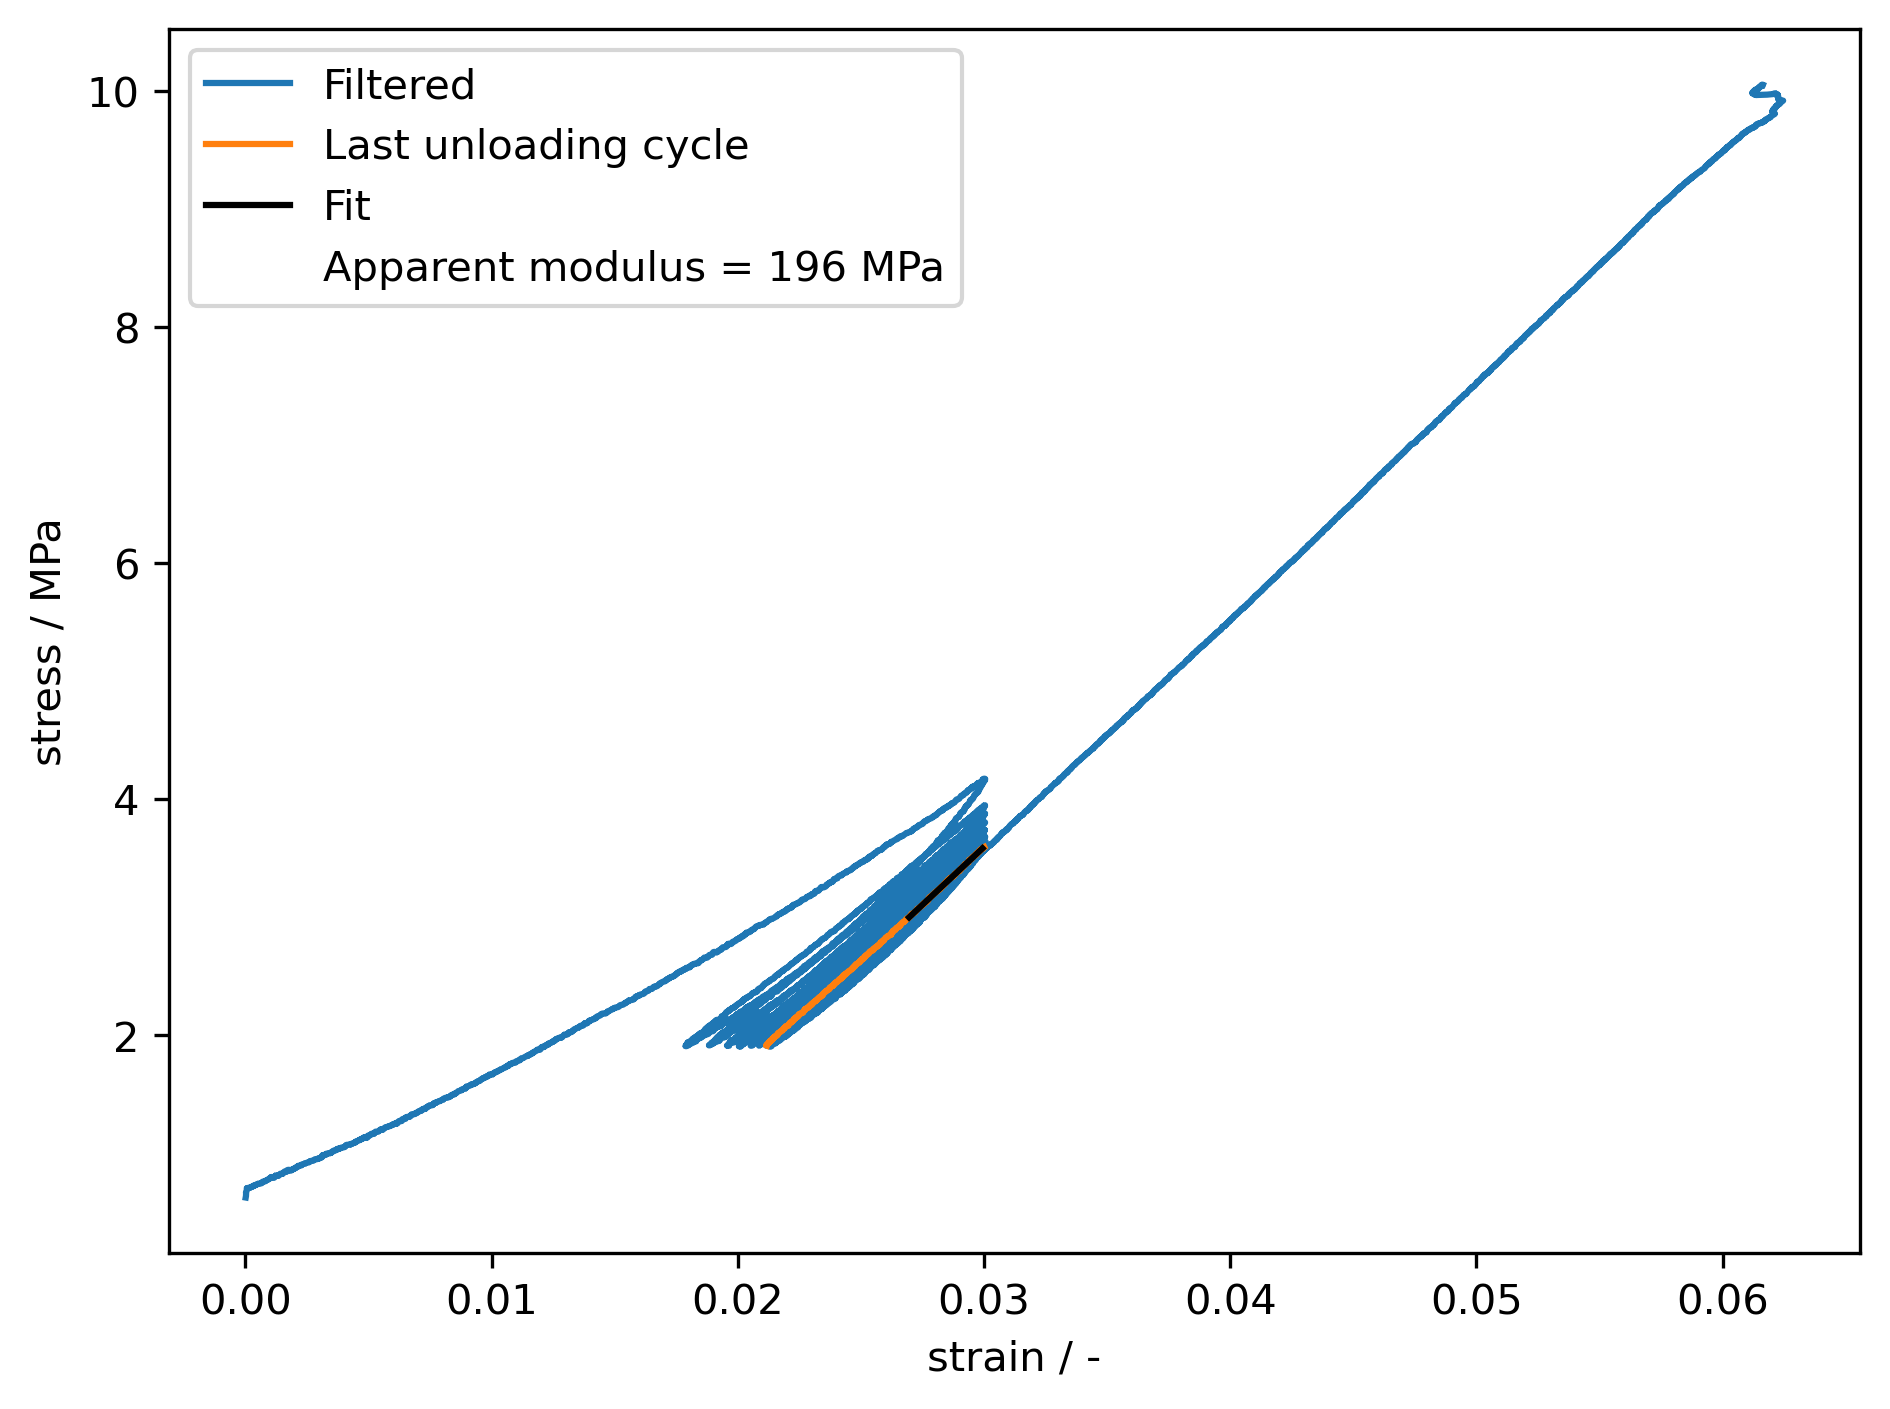 Filtered
Last unloading cycle
Fit
Apparent modulus = 196 MPa
10
8
6
4
2
stress / MPa
0.00 0.01 0.02 0.03 0.04 0.05 0.06
strain / -